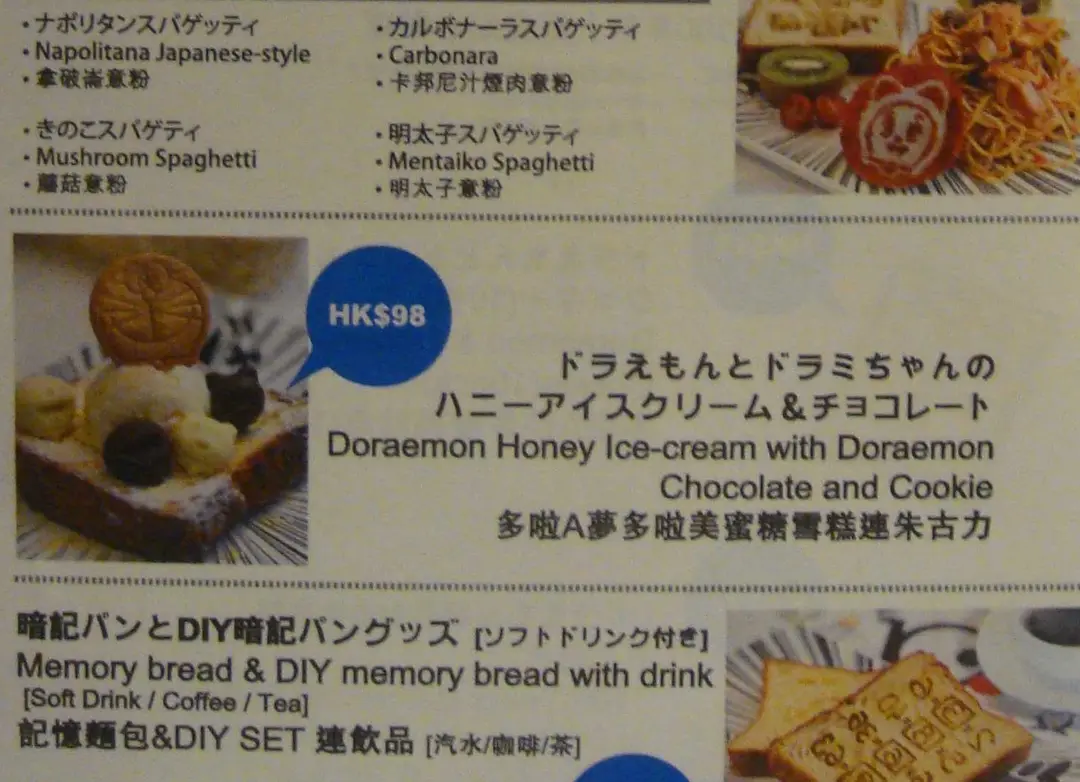 ・ナポリタンスパゲッティ
・Napolitana Japanese-style
・拿破崙意粉
・カルボナーラスパゲッティ
・Carbonara
・卡邦尼汁煙肉意粉
・きのこスパゲティ
・Mushroom Spaghetti
・蘑菇意粉
・明太子スパゲッティ
・Mentaiko Spaghetti
・明太子意粉
HK$98
ドラえもんとドラミちゃんの
ハニーアイスクリーム＆チョコレート
Doraemon Honey Ice-cream with Doraemon
Chocolate and Cookie
多啦A夢多啦美蜜糖雪糕連朱古力
暗記パンとDIY暗記パングッズ [ソフトドリンク付き]
Memory bread & DIY memory bread with drink
[Soft Drink / Coffee / Tea]
記憶麵包&DIY SET 連飲品 [汽水/咖啡/茶]